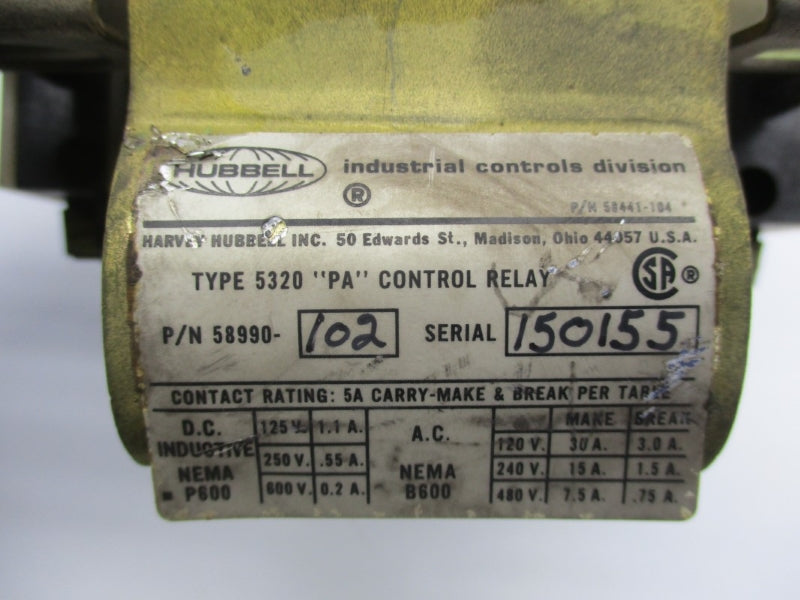 HUBBELL ® industrial controls division
P/N 58441-104
HARVEY HUBBELL INC. 50 Edwards St., Madison, Ohio 44057 U.S.A.
TYPE 5320 "PA" CONTROL RELAY SA ®
P/N 58990- 102 SERIAL 150155
CONTACT RATING: 5A CARRY-MAKE & BREAK PER TABLE
D.C. INDUCTIVE NEMA P600
125 V. 1.1 A.
250 V. .55 A.
600 V. 0.2 A.
A.C. NEMA B600
MAKE BREAK
120 V. 30 A. 3.0 A.
240 V. 15 A. 1.5 A.
480 V. 7.5 A. .75 A.